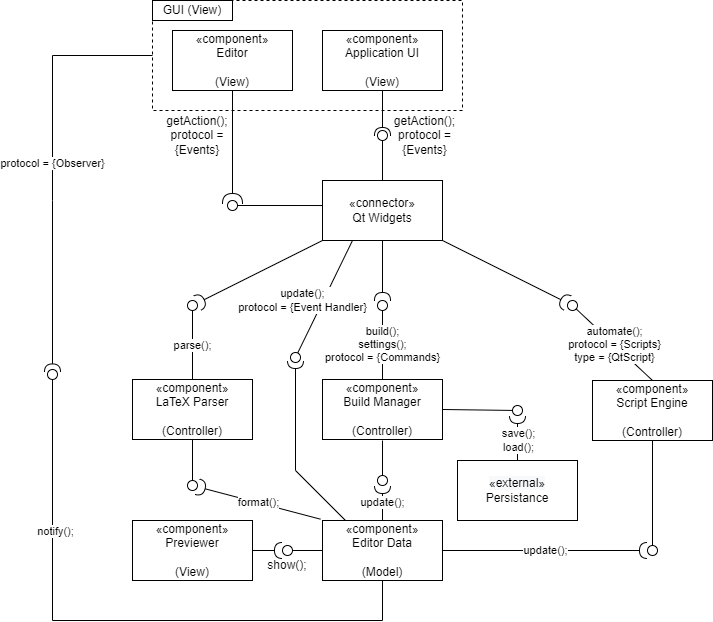 GUI (View)
«component»
Editor
(View)
«component»
Application UI
(View)
getAction();
protocol =
{Events}
getAction();
protocol =
{Events}
protocol = {Observer}
«connector»
Qt Widgets
update();
protocol = {Event Handler}
parse();
build();
settings();
protocol = {Commands}
automate();
protocol = {Scripts}
type = {QtScript}
«component»
LaTeX Parser
(Controller)
«component»
Build Manager
(Controller)
«component»
Script Engine
(Controller)
save();
load();
«external»
Persistance
format();
update();
notify();
«component»
Previewer
(View)
show();
«component»
Editor Data
(Model)
update();